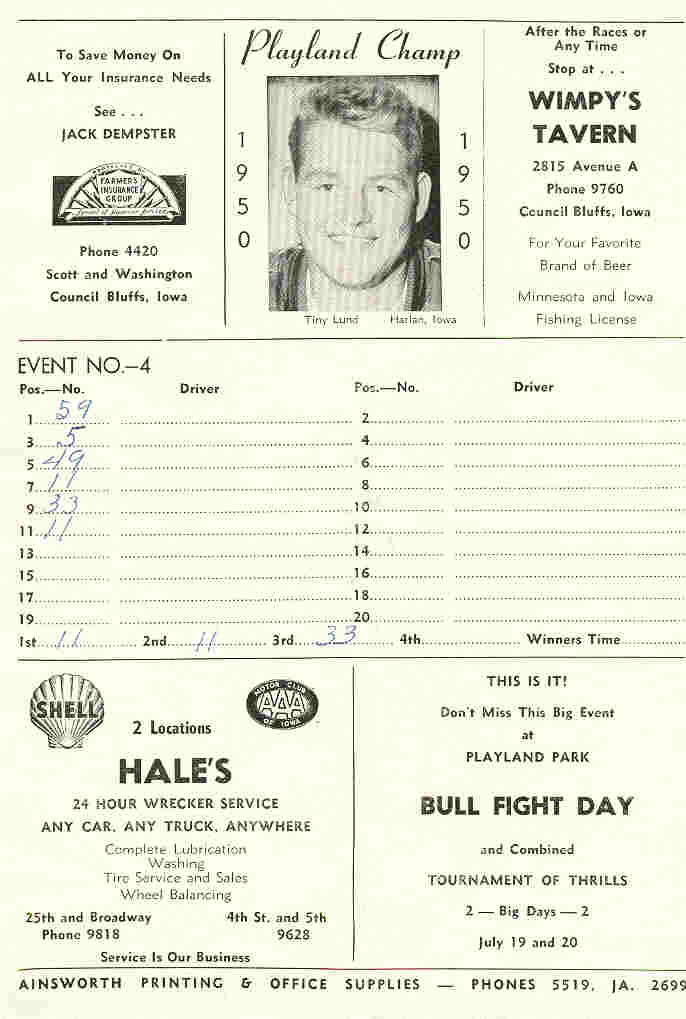 To Save Money On
ALL Your Insurance Needs
See . . .
JACK DEMPSTER
FARMERS
INSURANCE
GROUP
Phone 4420
Scott and Washington
Council Bluffs, Iowa
Playland Champ
1950
1950
Tiny Lund Harlan, Iowa
After the Races or
Any Time
Stop at . . .
WIMPY'S
TAVERN
2815 Avenue A
Phone 9760
Council Bluffs, Iowa
For Your Favorite
Brand of Beer
Minnesota and Iowa
Fishing License
EVENT NO.—4
Pos.—No. Driver Pos.—No. Driver
1 59 2
3 5 4
5 49 6
7 11 8
9 33 10
11 11 12
13 14
15 16
17 18
19 20
1st 11 2nd 11 3rd 33 4th Winners Time
SHELL
MOTOR CLUB
AAA
OF IOWA
2 Locations
HALE'S
24 HOUR WRECKER SERVICE
ANY CAR, ANY TRUCK, ANYWHERE
Complete Lubrication
Washing
Tire Service and Sales
Wheel Balancing
25th and Broadway 4th St. and 5th
Phone 9818 9628
Service Is Our Business
THIS IS IT!
Don't Miss This Big Event
at
PLAYLAND PARK
BULL FIGHT DAY
and Combined
TOURNAMENT OF THRILLS
2 — Big Days — 2
July 19 and 20
AINSWORTH PRINTING & OFFICE SUPPLIES — PHONES 5519, JA. 2699